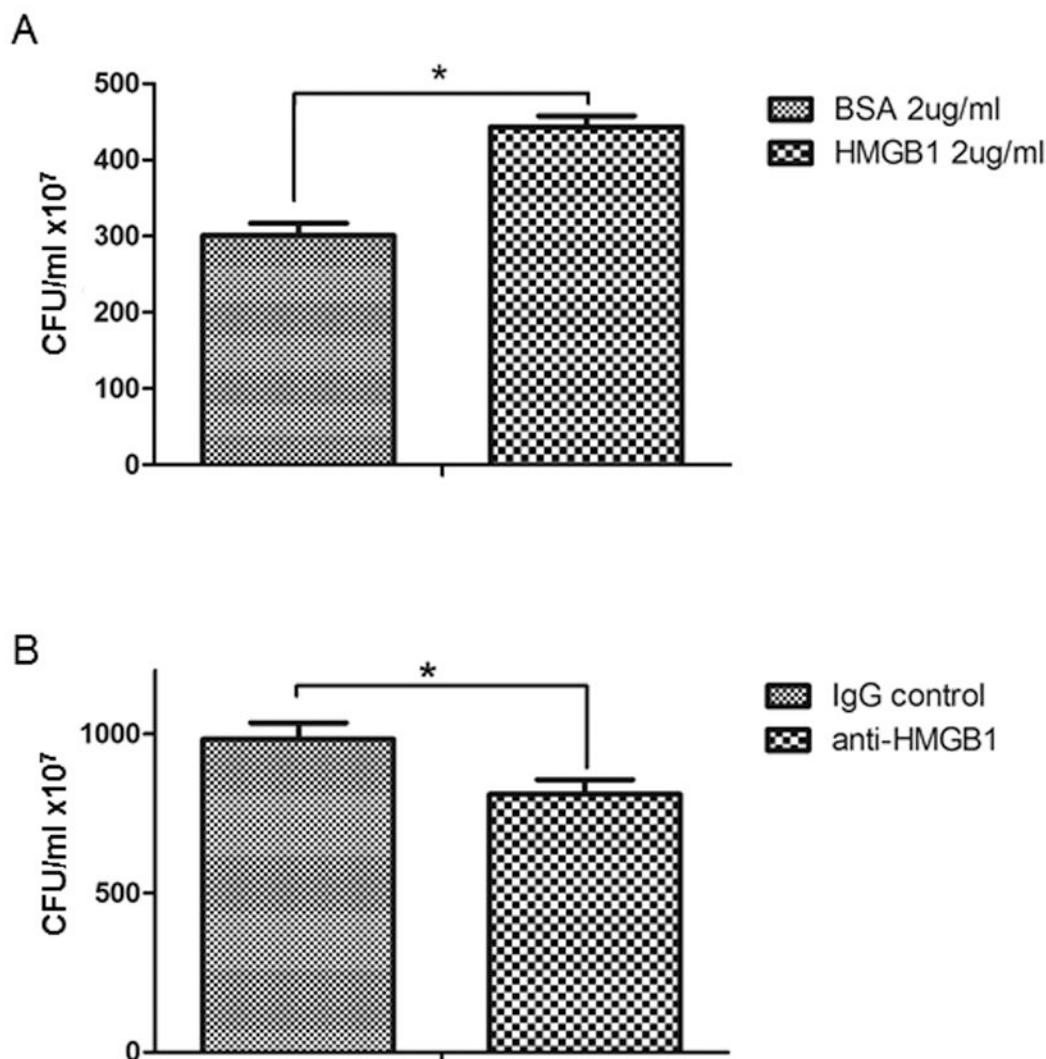 A
*
500
400
300
200
100
0
CFU/ml x10⁷
BSA 2ug/ml
HMGB1 2ug/ml
B
*
1000
500
0
CFU/ml x10⁷
IgG control
anti-HMGB1